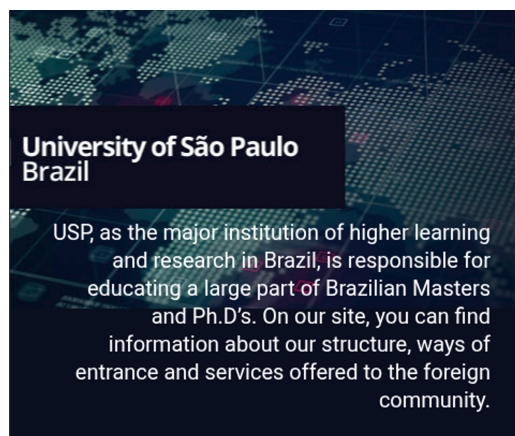 University of São Paulo
Brazil
USP, as the major institution of higher learning
and research in Brazil, is responsible for
educating a large part of Brazilian Masters
and Ph.D's. On our site, you can find
information about our structure, ways of
entrance and services offered to the foreign
community.